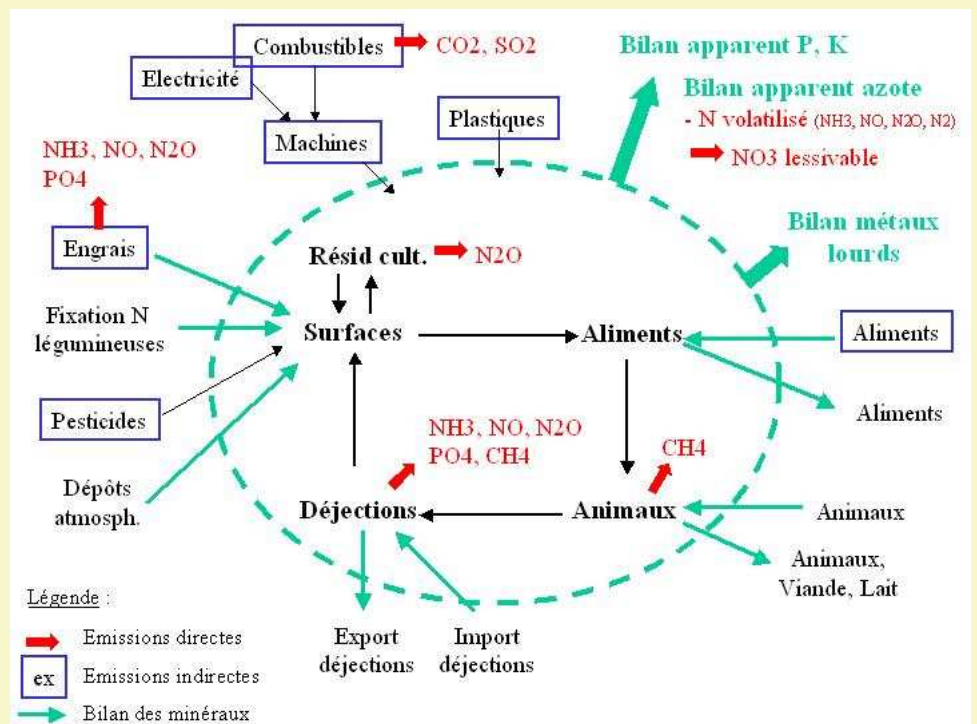 Combustibles
CO2, SO2
Bilan apparent P, K
Electricité
Bilan apparent azote
- N volatilisé (NH3, NO, N2O, N2)
Plastiques
Machines
NO3 lessivable
NH3, NO, N2O
PO4
Bilan métaux
lourds
Engrais
Résid cult.
N2O
Fixation N
légumineuses
Surfaces
Aliments
Aliments
Pesticides
Aliments
NH3, NO, N2O
PO4, CH4
CH4
Dépôts
atmosph.
Déjections
Animaux
Animaux
Animaux,
Viande, Lait
Légende :
Emissions directes
Export
déjections
Import
déjections
ex
Emissions indirectes
Bilan des minéraux